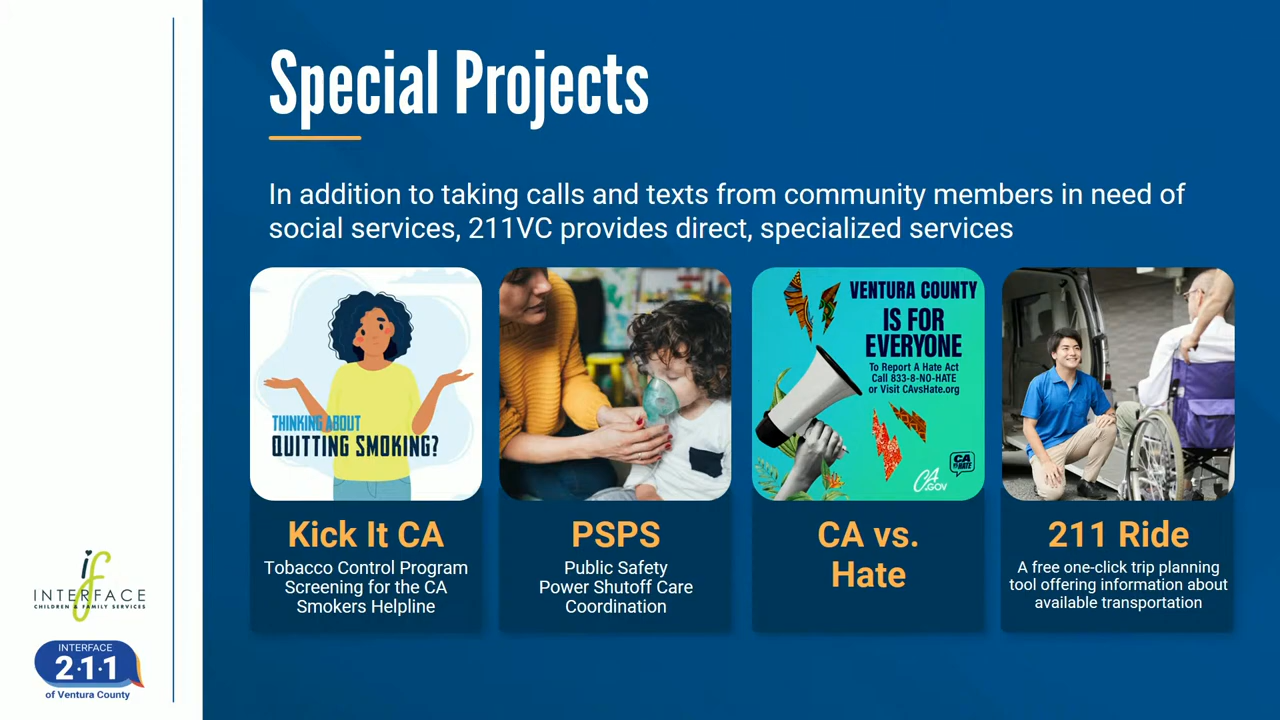 Special Projects
In addition to taking calls and texts from community members in need of
social services, 211VC provides direct, specialized services
THINKING ABOUT
QUITTING SMOKING?
Kick It CA
Tobacco Control Program
Screening for the CA
Smokers Helpline
PSPS
Public Safety
Power Shutoff Care
Coordination
VENTURA COUNTY
IS FOR
EVERYONE
To Report A Hate Act
Call 833-8-NO-HATE
or Visit CAvsHate.org
CA
VS
HATE
CA
.GOV
CA vs.
Hate
211 Ride
A free one-click trip planning
tool offering information about
available transportation
if
INTERFACE
CHILDREN & FAMILY SERVICES
INTERFACE
2·1·1
of Ventura County